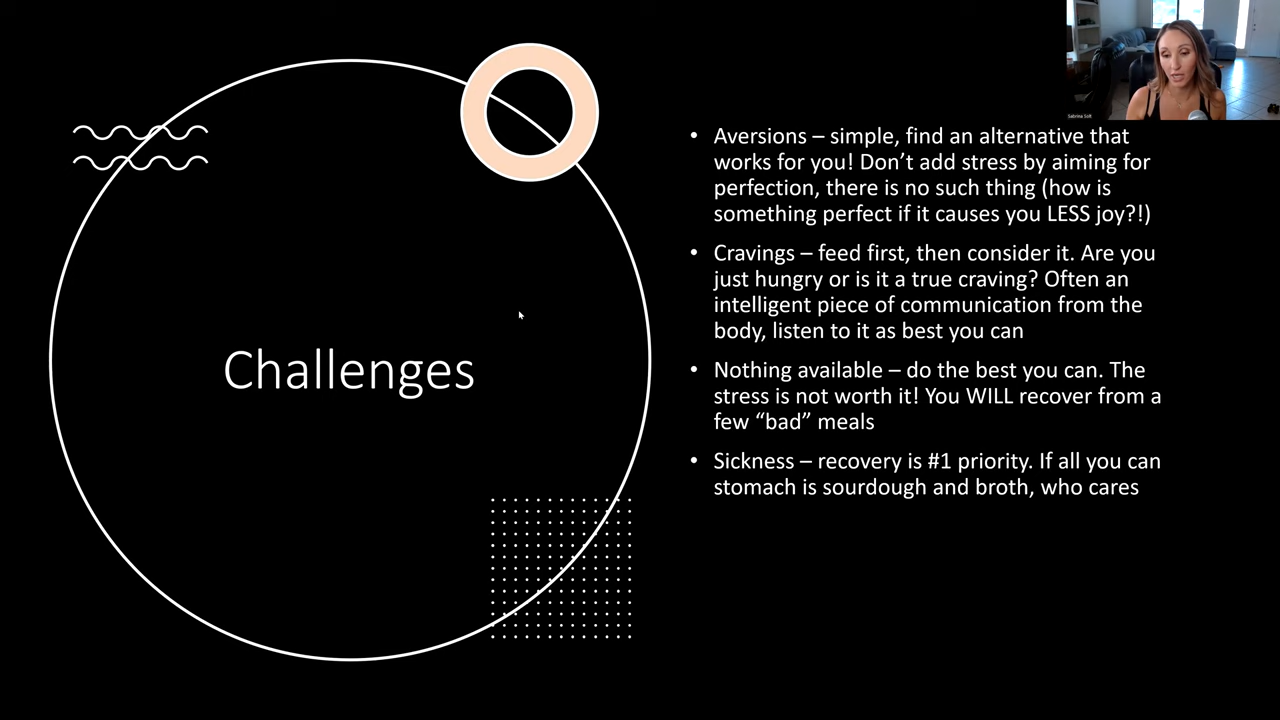 Sabrina Solt
• Aversions – simple, find an alternative that
works for you! Don’t add stress by aiming for
perfection, there is no such thing (how is
something perfect if it causes you LESS joy?!)
• Cravings – feed first, then consider it. Are you
just hungry or is it a true craving? Often an
intelligent piece of communication from the
body, listen to it as best you can
Challenges
• Nothing available – do the best you can. The
stress is not worth it! You WILL recover from a
few “bad” meals
• Sickness – recovery is #1 priority. If all you can
stomach is sourdough and broth, who cares